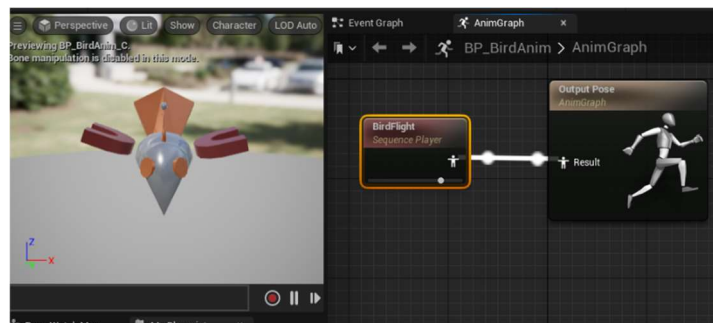 Perspective Lit Show Character LOD Auto
Previewing BP_BirdAnim_C.
Bone manipulation is disabled in this mode.
Z
X
Event Graph AnimGraph ×
BP_BirdAnim > AnimGraph
BirdFlight
Sequence Player
Output Pose
AnimGraph
Result